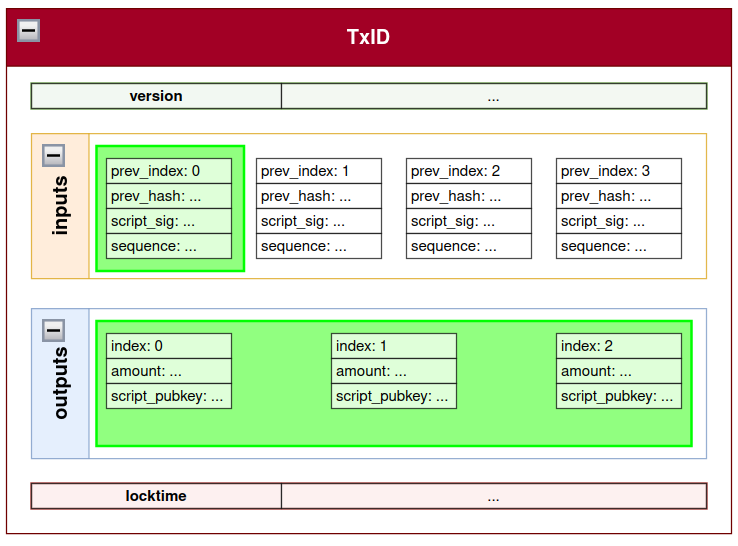 TxID
version ...
inputs
prev_index: 0 prev_index: 1 prev_index: 2 prev_index: 3
prev_hash: ... prev_hash: ... prev_hash: ... prev_hash: ...
script_sig: ... script_sig: ... script_sig: ... script_sig: ...
sequence: ... sequence: ... sequence: ... sequence: ...
outputs
index: 0 index: 1 index: 2
amount: ... amount: ... amount: ...
script_pubkey: ... script_pubkey: ... script_pubkey: ...
locktime ...